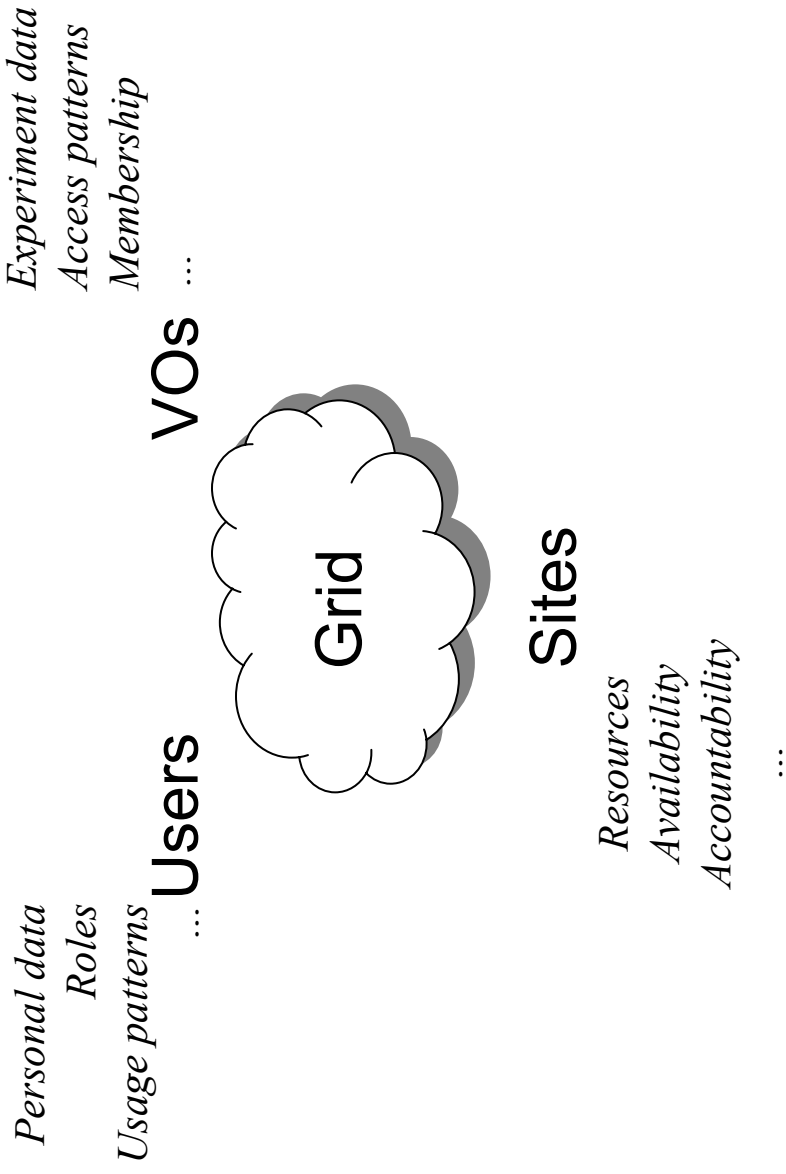 Personal data
Roles
Usage patterns
...
Users
Experiment data
Access patterns
Membership
...
VOs
Grid
Sites
Resources
Availability
Accountability
...